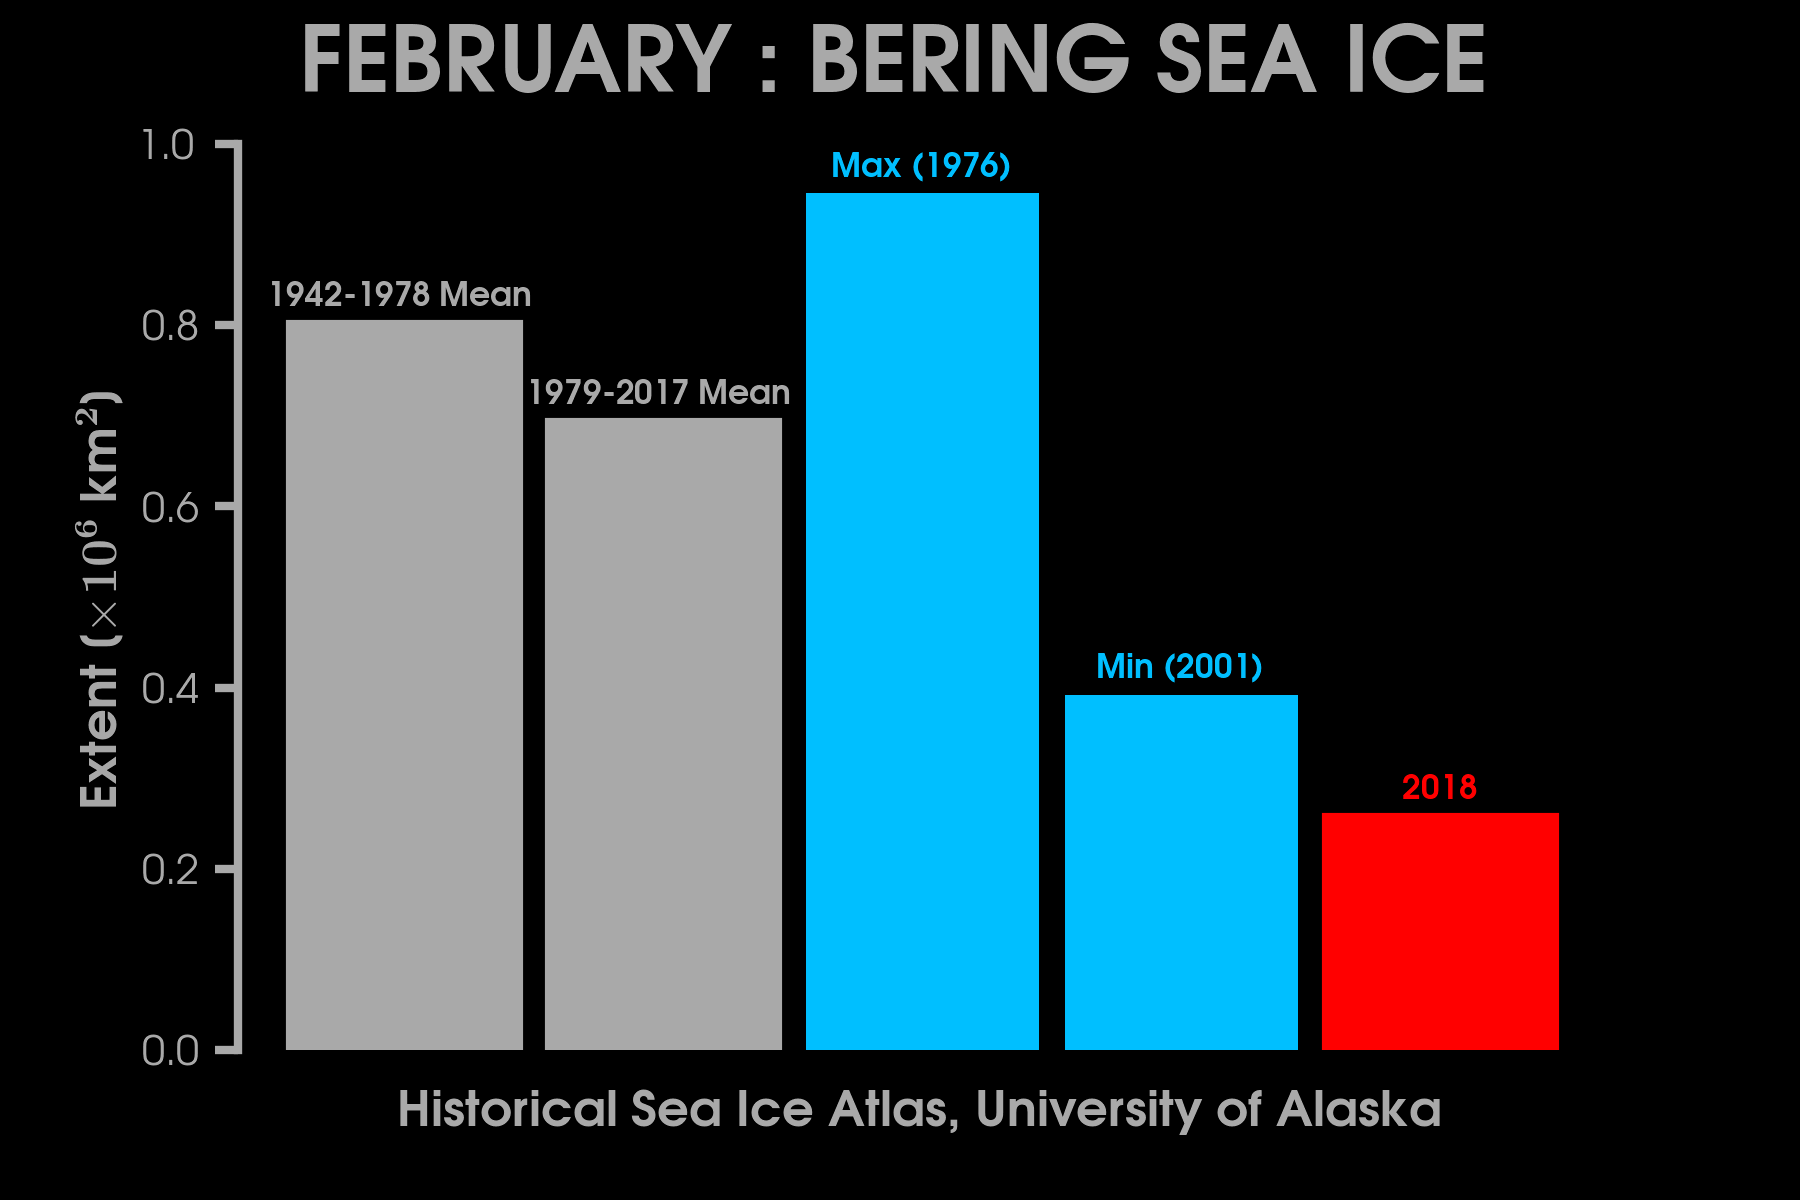 FEBRUARY : BERING SEA ICE
1.0
0.8
0.6
0.4
0.2
0.0
Extent (×10⁶ km²)
1942-1978 Mean
1979-2017 Mean
Max (1976)
Min (2001)
2018
Historical Sea Ice Atlas, University of Alaska